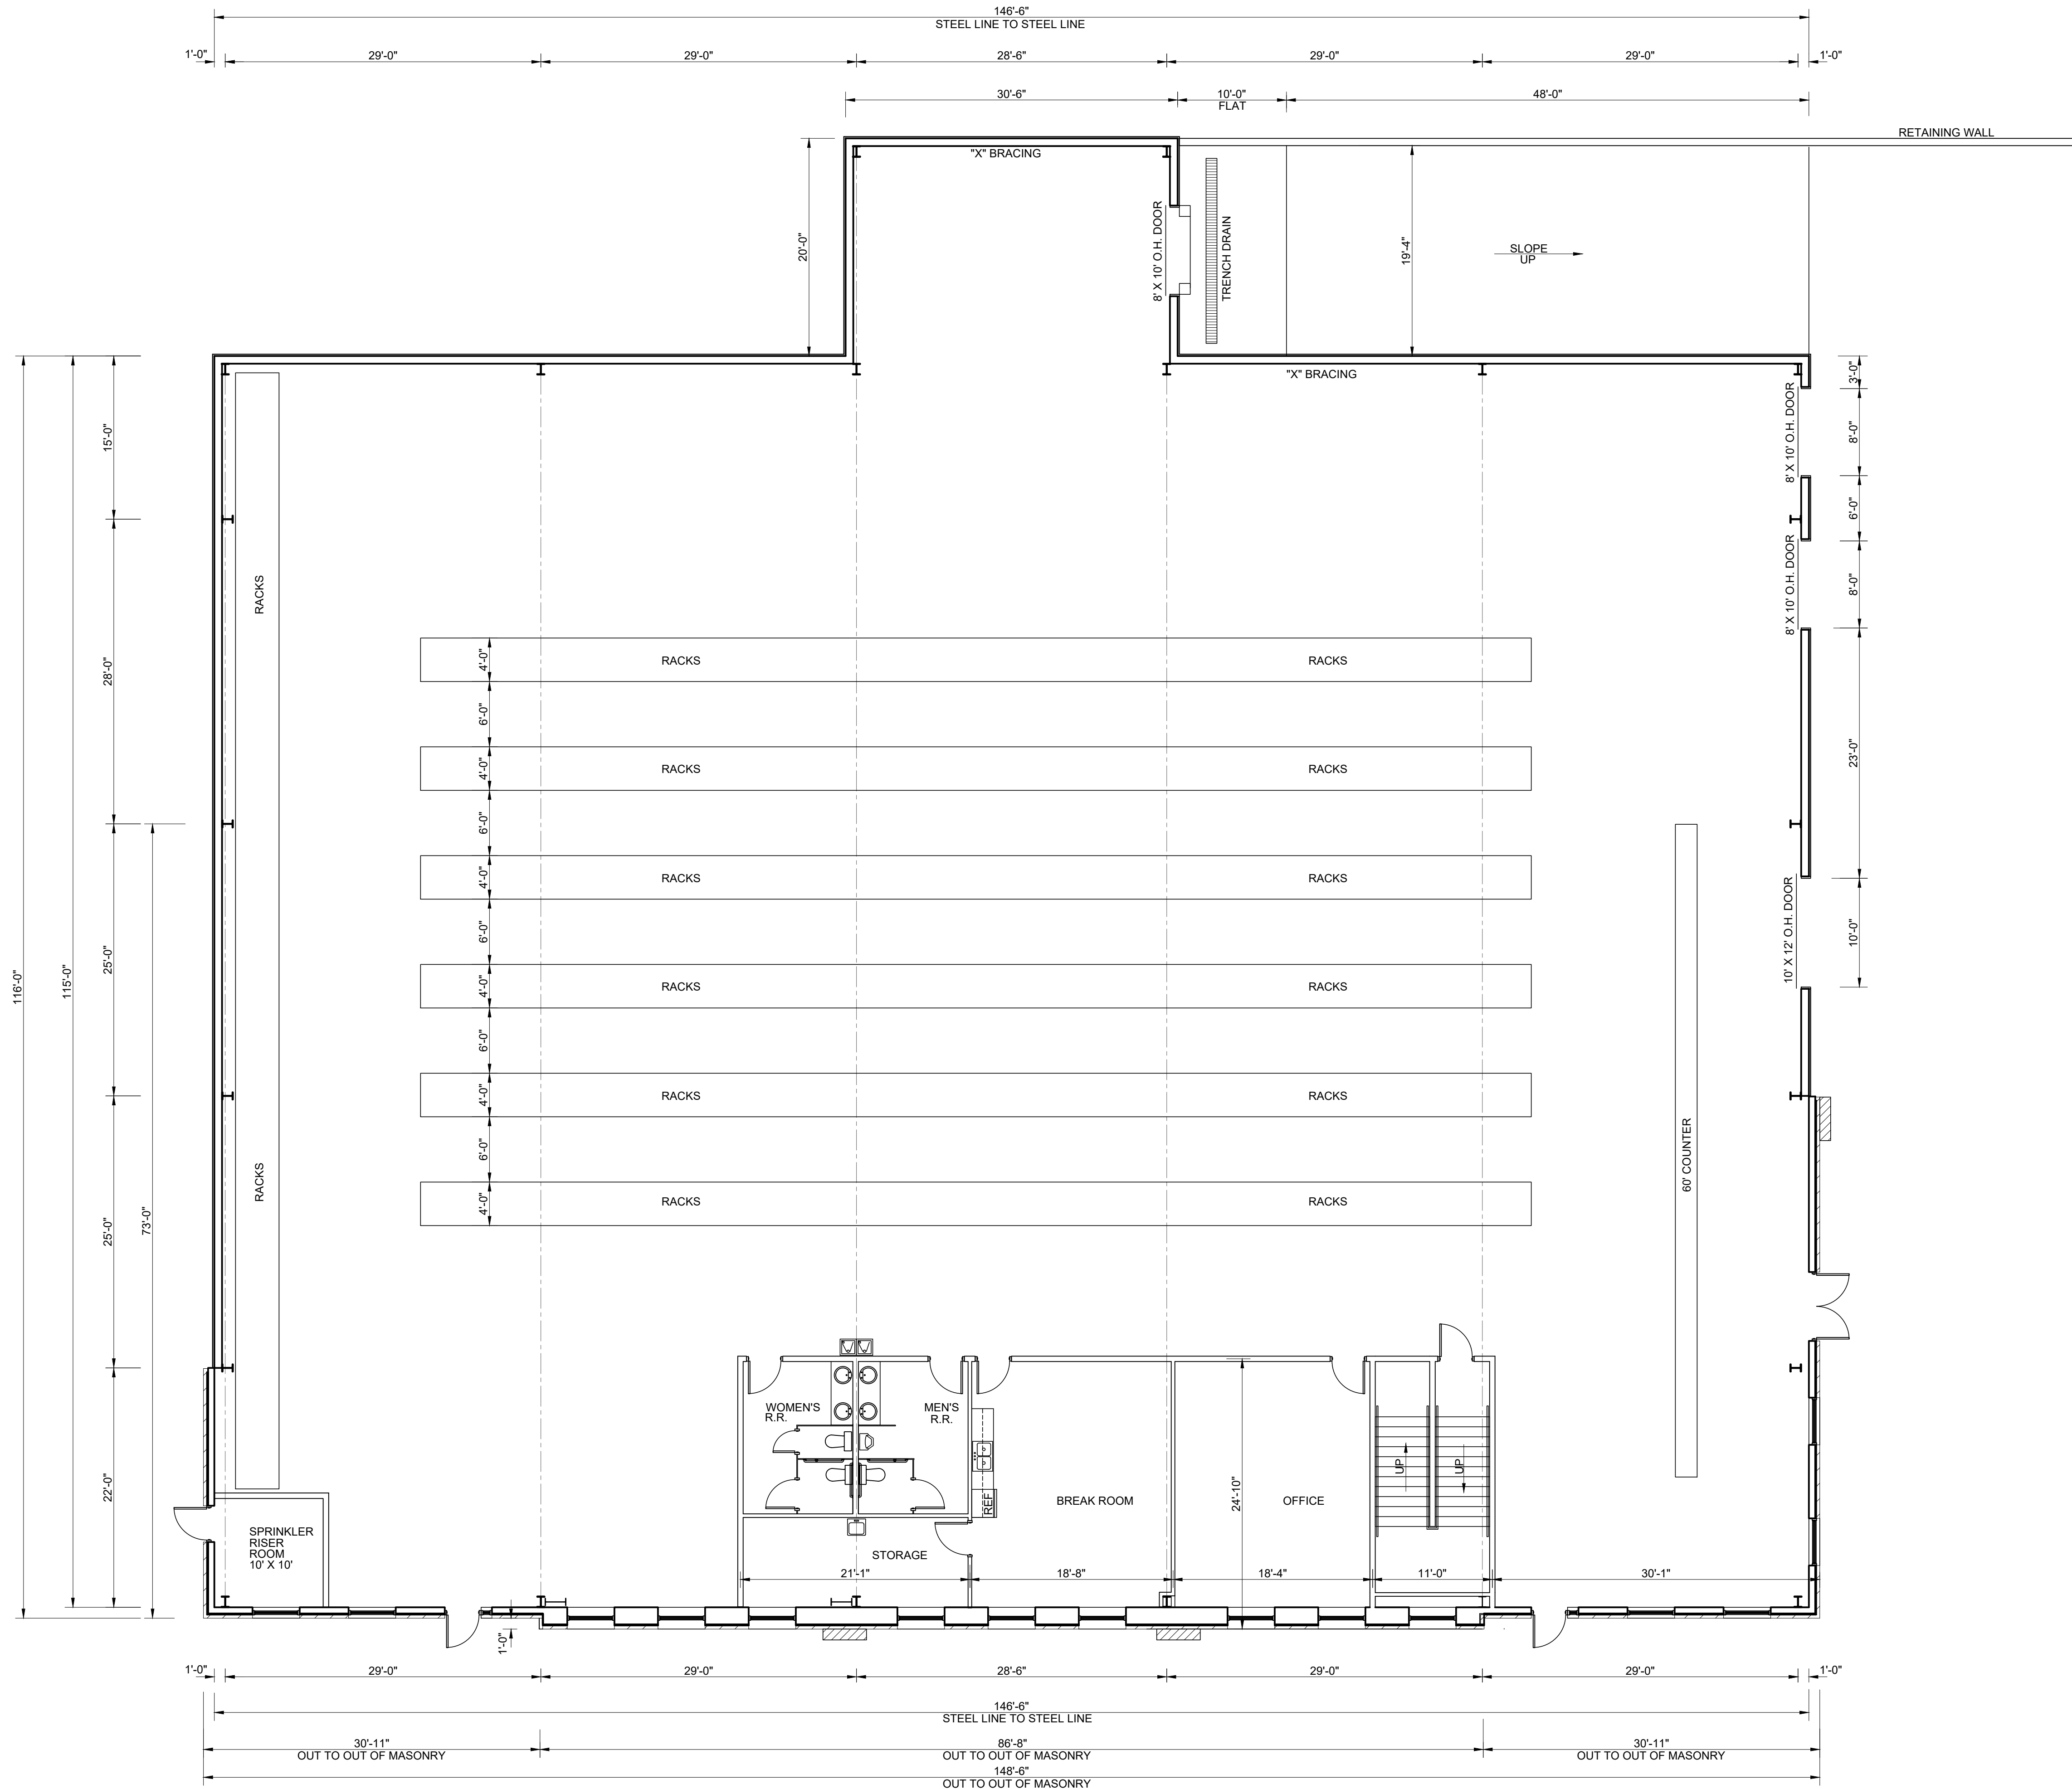 146'-6"
STEEL LINE TO STEEL LINE
1'-0"
29'-0"
29'-0"
28'-6"
29'-0"
29'-0"
1'-0"
30'-6"
10'-0"
FLAT
48'-0"
RETAINING WALL
"X" BRACING
20'-0"
8' X 10' O.H. DOOR
TRENCH DRAIN
19'-4"
SLOPE
UP
"X" BRACING
3'-0"
8' X 10' O.H. DOOR
8'-0"
15'-0"
6'-0"
8' X 10' O.H. DOOR
8'-0"
RACKS
28'-0"
4'-0"
RACKS
RACKS
6'-0"
23'-0"
4'-0"
RACKS
RACKS
6'-0"
4'-0"
RACKS
RACKS
6'-0"
10' X 12' O.H. DOOR
10'-0"
116'-0"
115'-0"
25'-0"
4'-0"
RACKS
RACKS
6'-0"
4'-0"
RACKS
RACKS
6'-0"
60' COUNTER
RACKS
4'-0"
RACKS
RACKS
73'-0"
25'-0"
WOMEN'S
R.R.
MEN'S
R.R.
UP
UP
22'-0"
REF
BREAK ROOM
24'-10"
OFFICE
SPRINKLER
RISER
ROOM
10' X 10'
STORAGE
21'-1"
18'-8"
18'-4"
11'-0"
30'-1"
1'-0"
1'-0"
29'-0"
29'-0"
28'-6"
29'-0"
29'-0"
1'-0"
146'-6"
STEEL LINE TO STEEL LINE
30'-11"
OUT TO OUT OF MASONRY
86'-8"
OUT TO OUT OF MASONRY
30'-11"
OUT TO OUT OF MASONRY
148'-6"
OUT TO OUT OF MASONRY
25'-0"